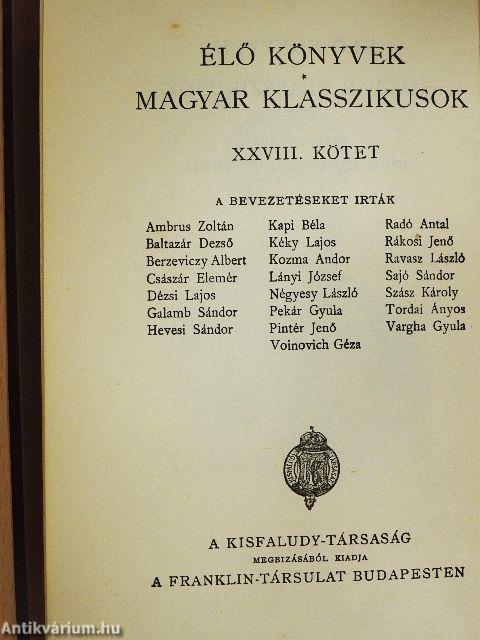 ÉLŐ KÖNYVEK
*
MAGYAR KLASSZIKUSOK
XXVIII. KÖTET
A BEVEZETÉSEKET IRTÁK
Ambrus Zoltán
Baltazár Dezső
Berzeviczy Albert
Császár Elemér
Dézsi Lajos
Galamb Sándor
Hevesi Sándor
Kapi Béla
Kéky Lajos
Kozma Andor
Lányi József
Négyesy László
Pekár Gyula
Pintér Jenő
Voinovich Géza
Radó Antal
Rákosi Jenő
Ravasz László
Sajó Sándor
Szász Károly
Tordai Ányos
Vargha Gyula
A KISFALUDY-TÁRSASÁG
MEGBIZÁSÁBÓL KIADJA
A FRANKLIN-TÁRSULAT BUDAPESTEN
Antikvárium.hu